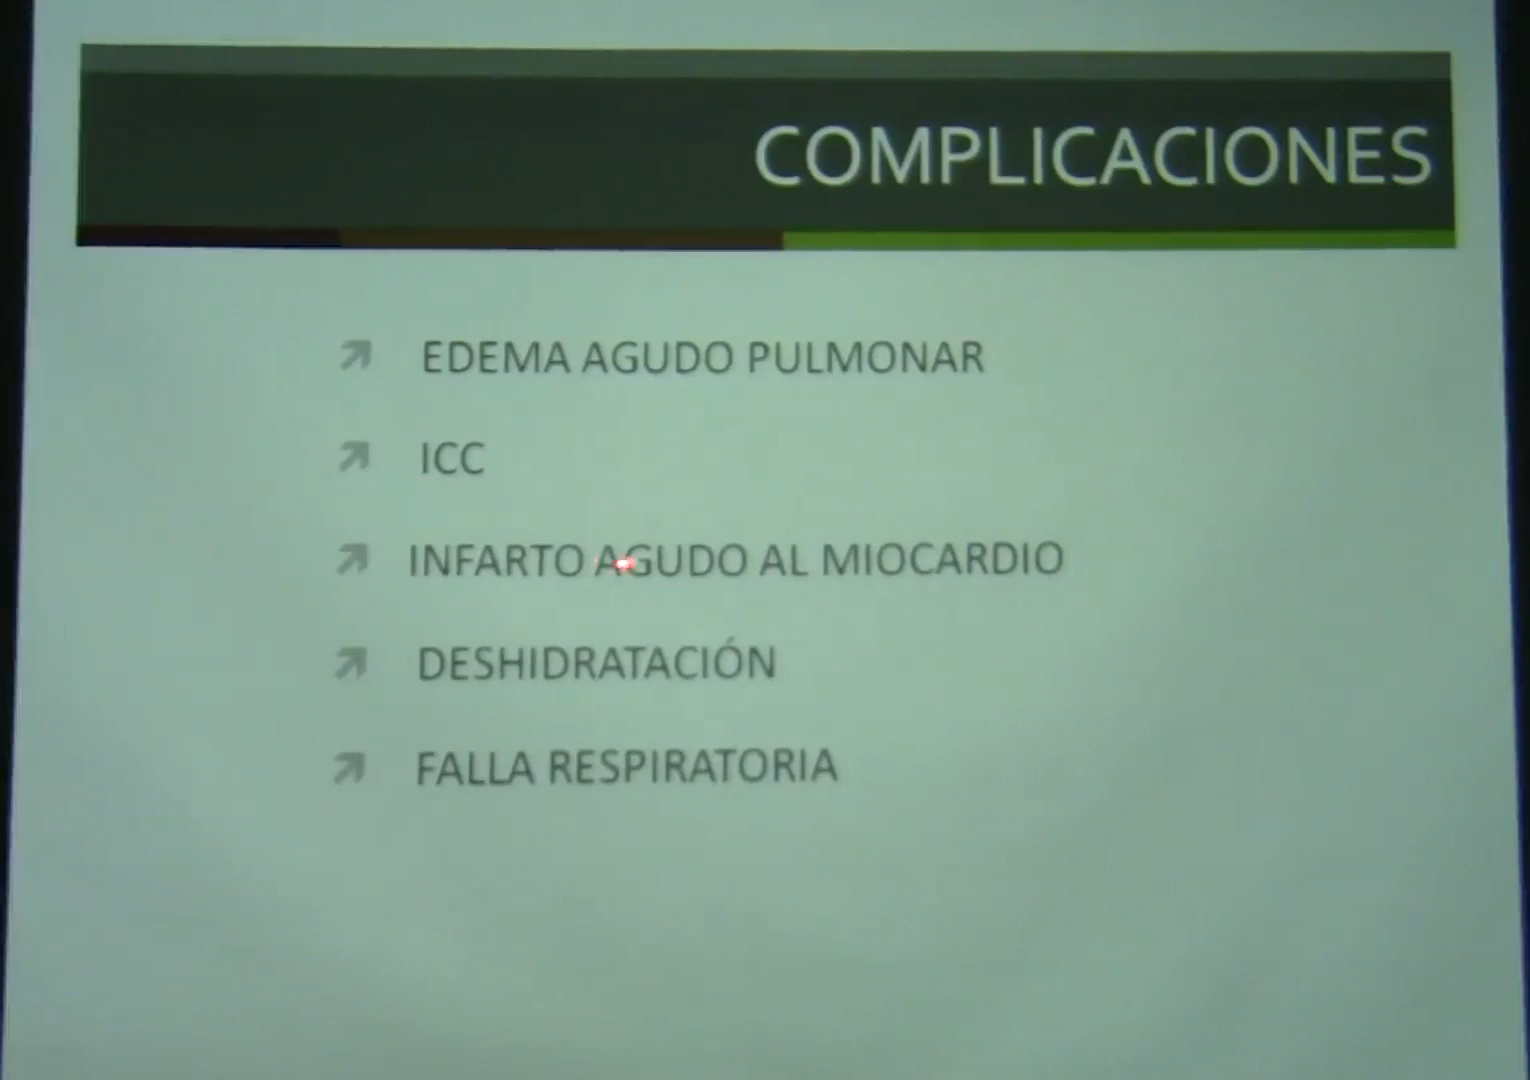 COMPLICACIONES
EDEMA AGUDO PULMONAR
ICC
INFARTO AGUDO AL MIOCARDIO
DESHIDRATACIÓN
FALLA RESPIRATORIA